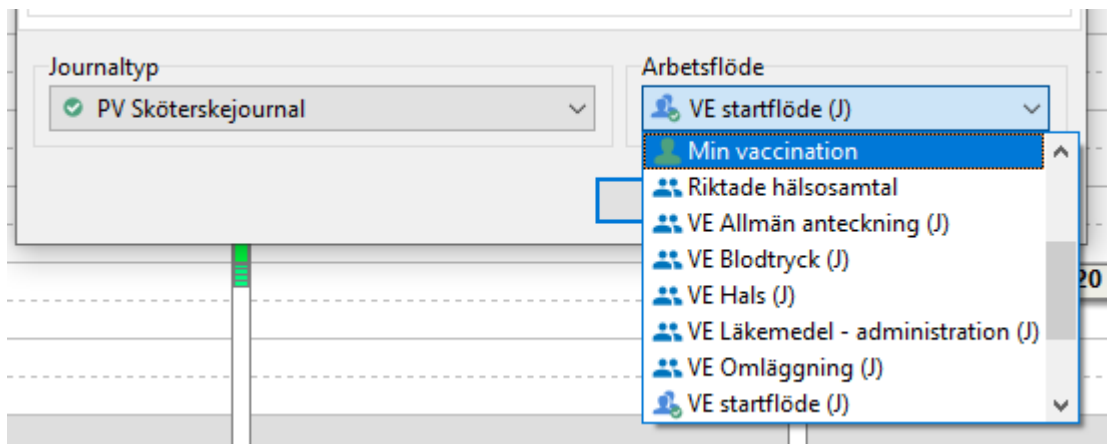 Journaltyp
Arbetsflöde
PV Sköterskejournal
VE startflöde (J)
Min vaccination
Riktade hälsosamtal
VE Allmän anteckning (J)
VE Blodtryck (J)
VE Hals (J)
VE Läkemedel - administration (J)
VE Omläggning (J)
VE startflöde (J)
20